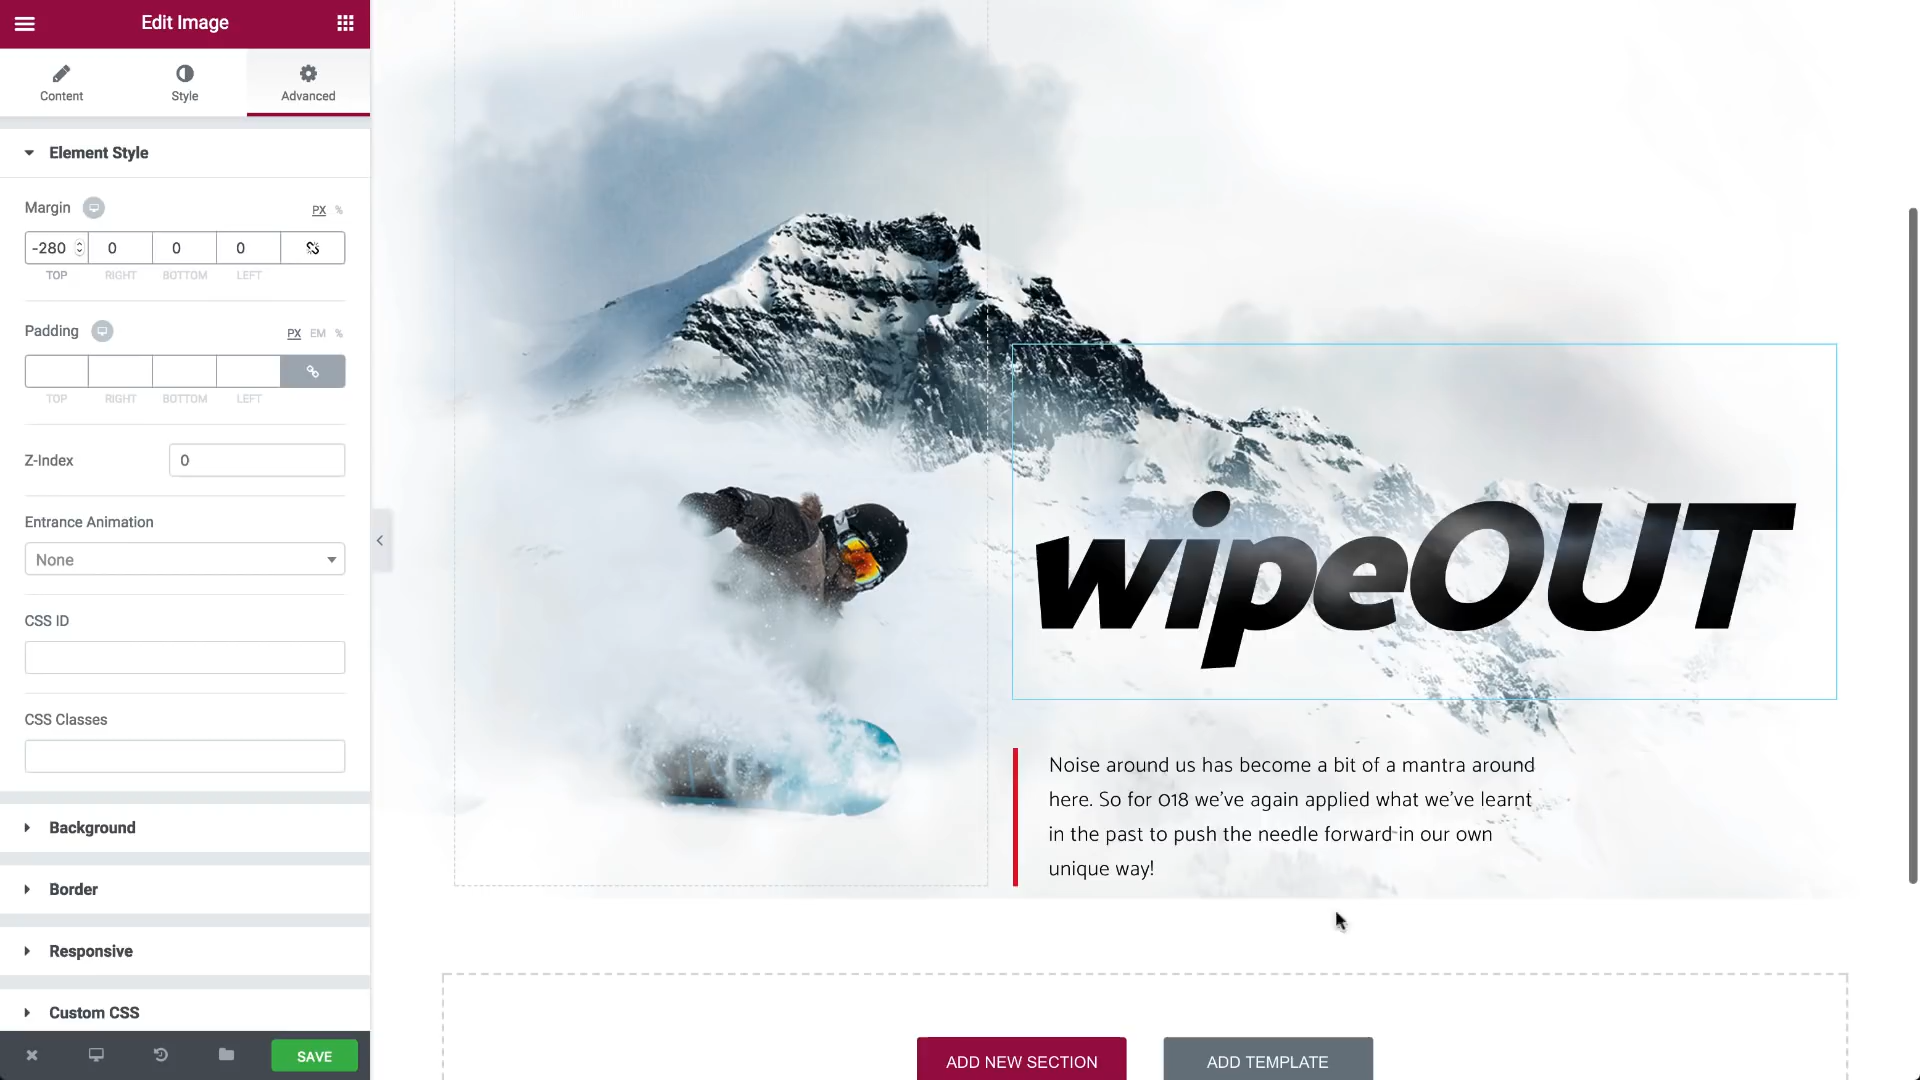 Edit Image
Content
Style
Advanced
Element Style
Margin
PX %
-280 0 0 0
TOP RIGHT BOTTOM LEFT
Padding
PX EM %
TOP RIGHT BOTTOM LEFT
Z-Index
0
Entrance Animation
None
CSS ID
CSS Classes
Background
Border
Responsive
Custom CSS
SAVE
wipeOUT
Noise around us has become a bit of a mantra around
here. So for 018 we've again applied what we've learnt
in the past to push the needle forward in our own
unique way!
ADD NEW SECTION
ADD TEMPLATE